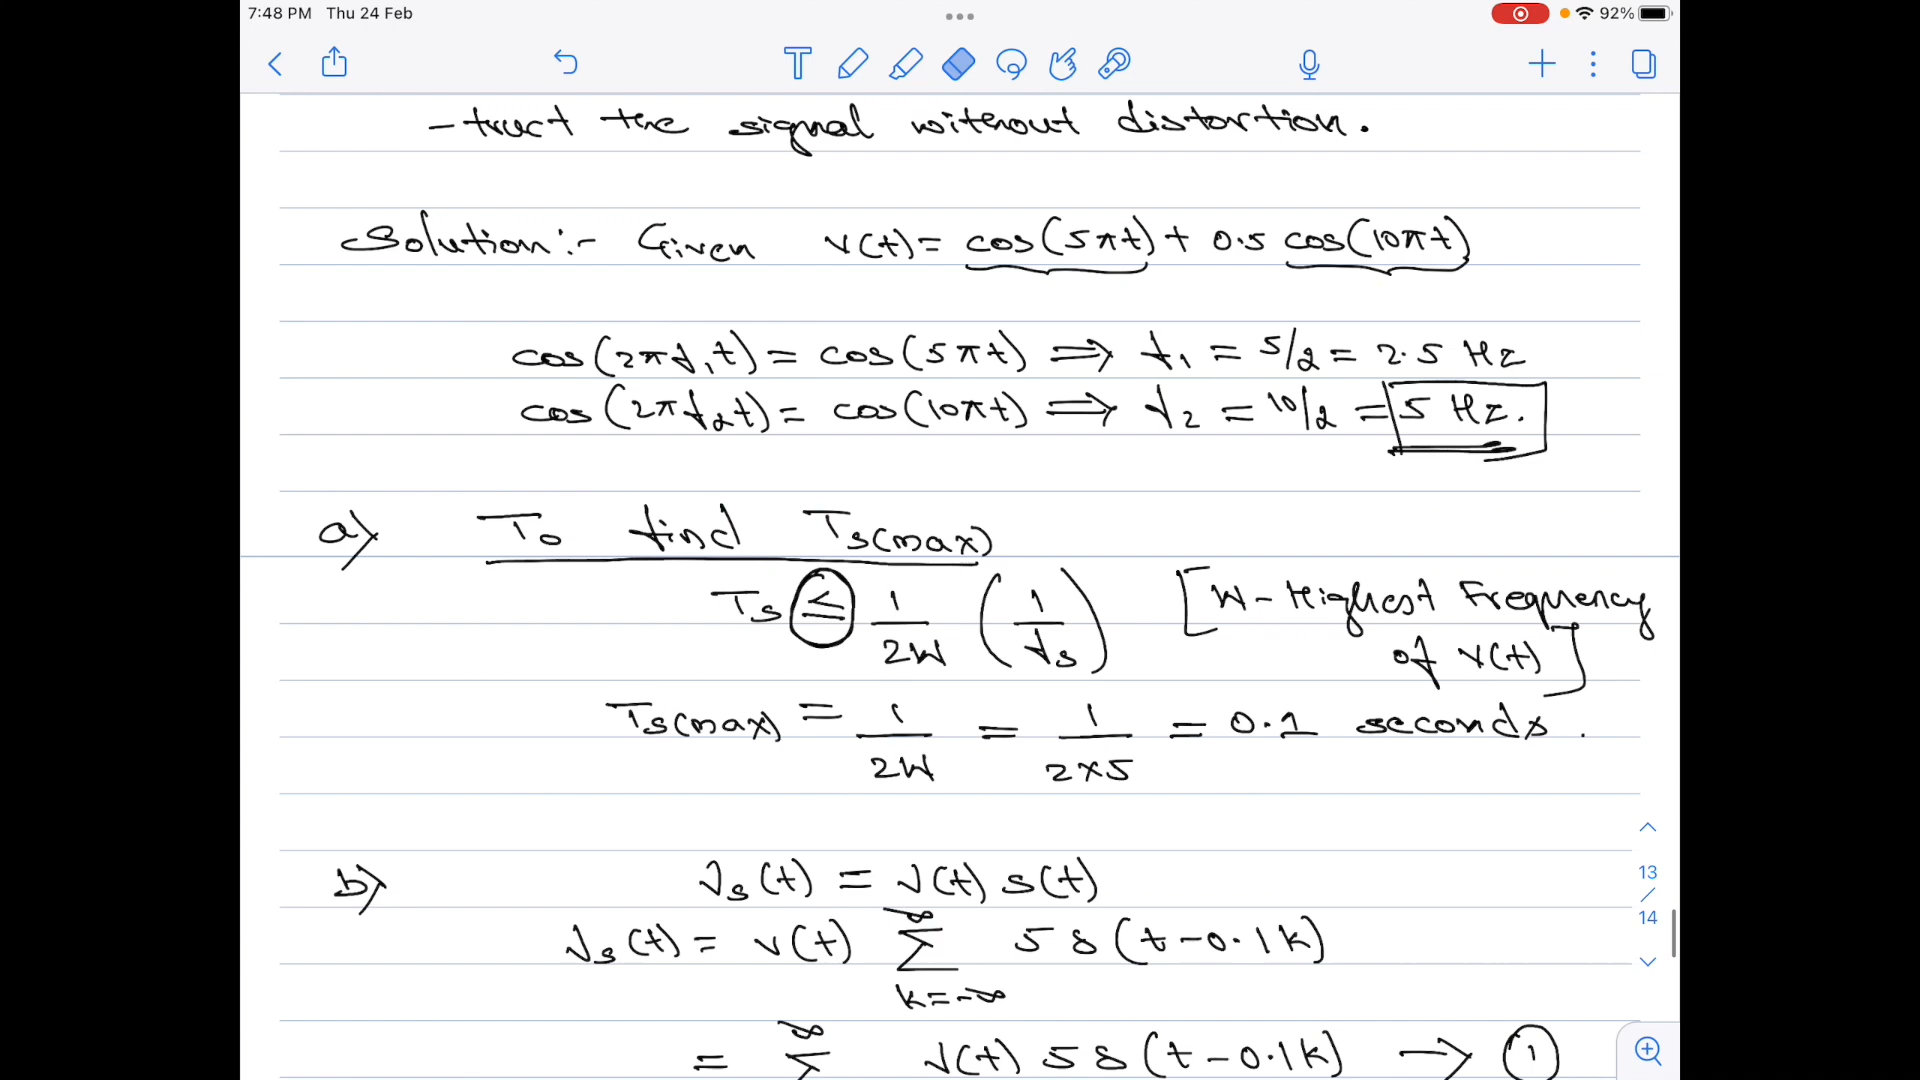 7:48 PM Thu 24 Feb 92%
-truct the signal without distortion.
Solution:- Given v(t)= cos(5πt)+ 0.5 cos(10πt)
cos(2πf₁t)= cos(5πt) ⟹ f₁ = 5/2 = 2.5 Hz
cos(2πf₂t)= cos(10πt) ⟹ f₂ = 10/2 = 5 Hz.
a) To find Ts(max)
Ts ≤ 1/2W (1/fs) [W-Highest Frequency
of v(t)]
Ts(max) = 1/2W = 1/2x5 = 0.1 seconds.
b) vs(t) = v(t) s(t)
vs(t)= v(t) ∞ Σ k=-∞ 5 δ(t-0.1k)
= ∞ Σ v(t) 5 δ(t-0.1k) → 1
13
/
14